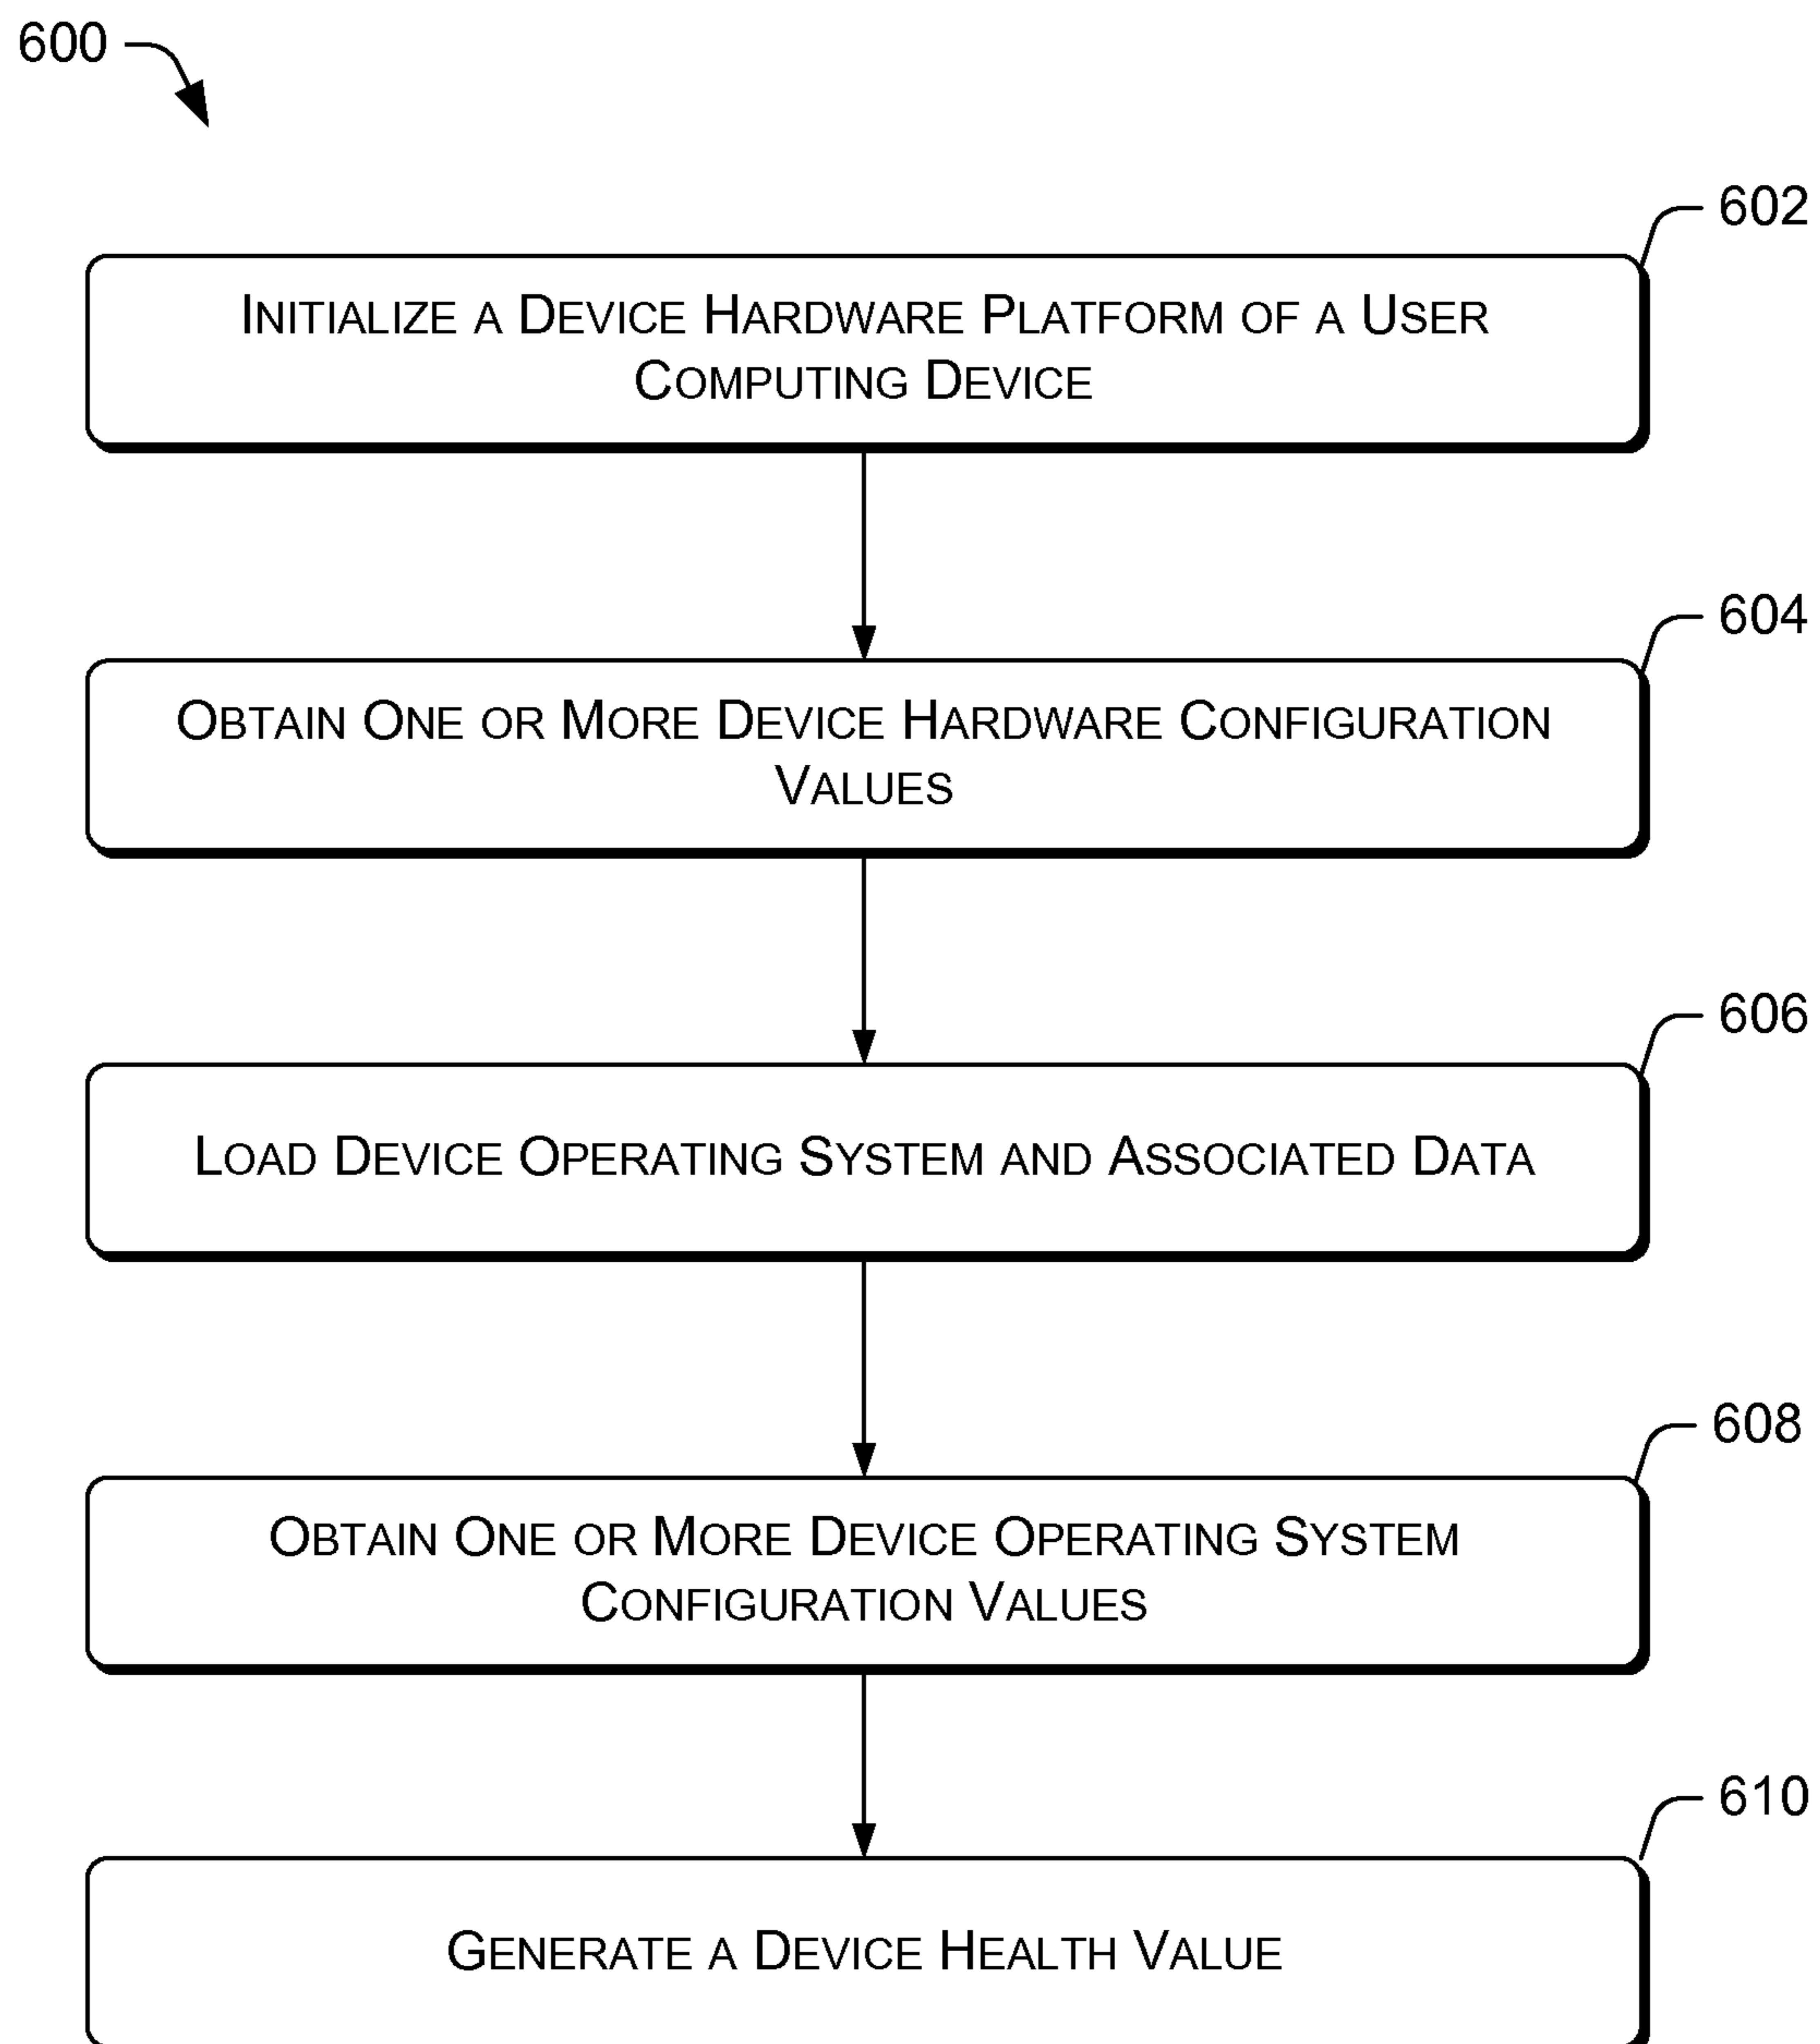 600
602
Initialize a Device Hardware Platform of a User
Computing Device
604
Obtain One or More Device Hardware Configuration
Values
606
Load Device Operating System and Associated Data
608
Obtain One or More Device Operating System
Configuration Values
610
Generate a Device Health Value